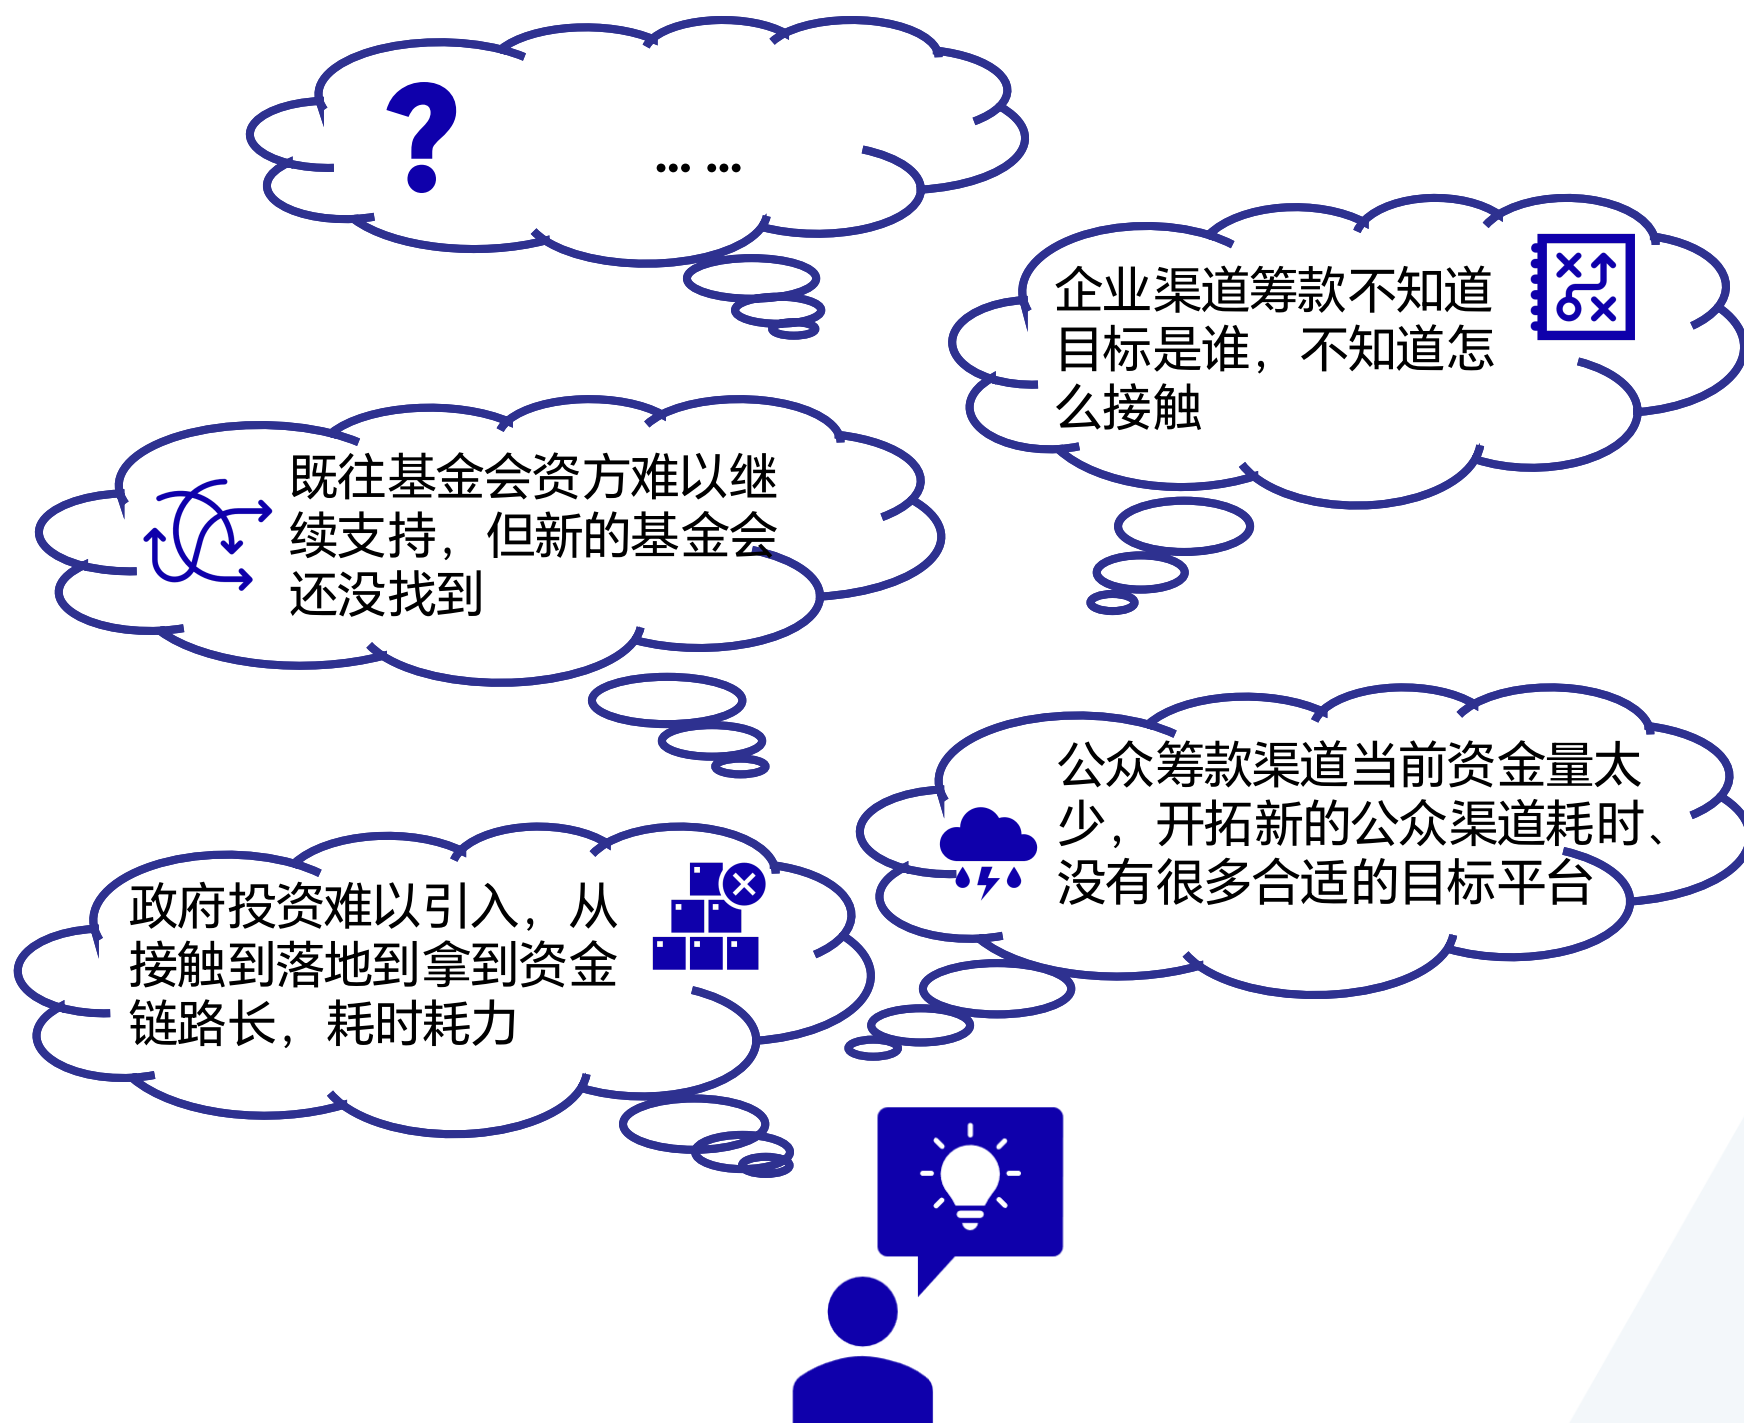 ... ...
企业渠道筹款不知道
目标是谁，不知道怎
么接触
既往基金会资方难以继
续支持，但新的基金会
还没找到
公众筹款渠道当前资金量太
少，开拓新的公众渠道耗时、
没有很多合适的目标平台
政府投资难以引入，从
接触到落地到拿到资金
链路长，耗时耗力